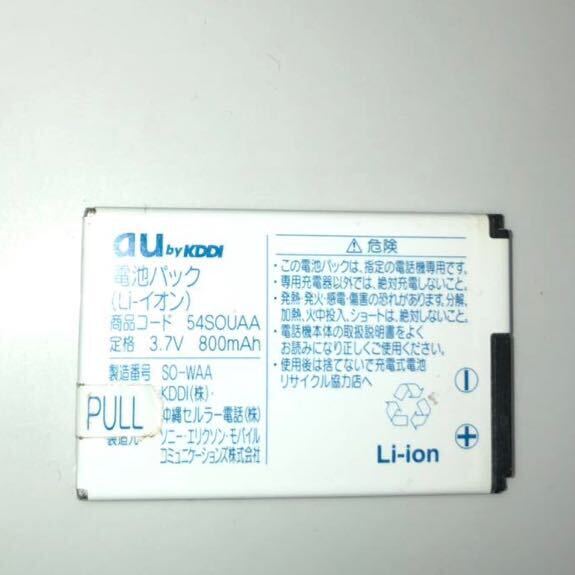 au by KDDI
電池パック
(Li-イオン)
商品コード 54SOUAA
定格 3.7V 800mAh
製造番号 SO-WAA
KDDI(株)・
沖縄セルラー電話(株)
製造元 ソニー・エリクソン・モバイル
コミュニケーションズ株式会社
PULL
⚠ 危険
・この電池パックは、指定の電話機専用です。
・専用充電器以外では、絶対充電しないこと。
・発熱・発火・感電・傷害の恐れがあります。分解、
加熱、火中投入、ショートは、絶対にしないこと。
・電話機本体の取扱説明書をよく
お読みになり正しくご使用下さい。
・使用後は捨てないで充電式電池
リサイクル協力店へ
Li-ion
−
+